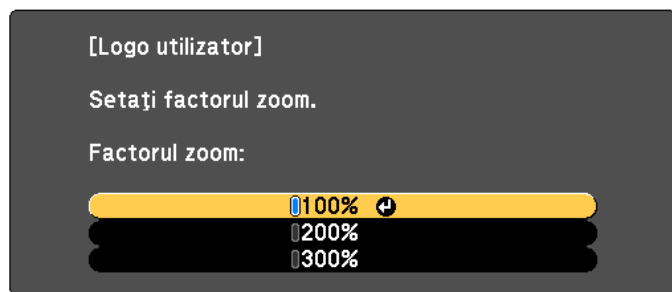 [Logo utilizator]
Setaţi factorul zoom.
Factorul zoom:
100%
200%
300%